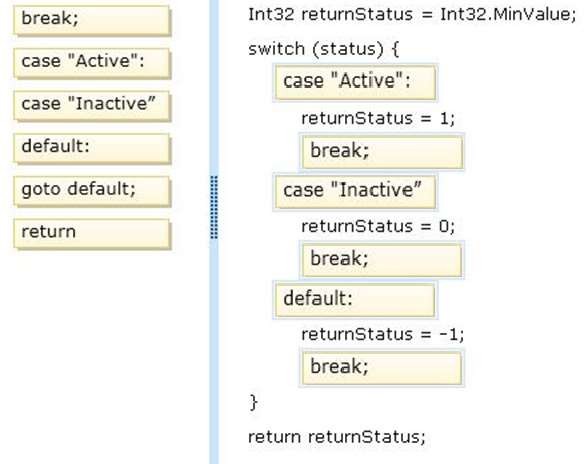 break;
case "Active":
case "Inactive”
default:
goto default;
return
Int32 returnStatus = Int32.MinValue;
switch (status) {
case "Active":
returnStatus = 1;
break;
case "Inactive”
returnStatus = 0;
break;
default:
returnStatus = -1;
break;
}
return returnStatus;